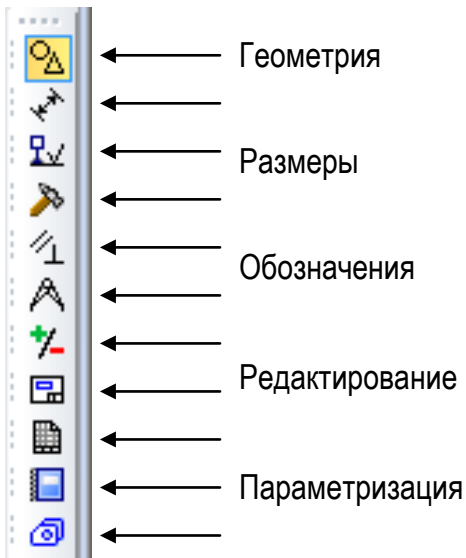 Геометрия
Размеры
Обозначения
Редактирование
Параметризация